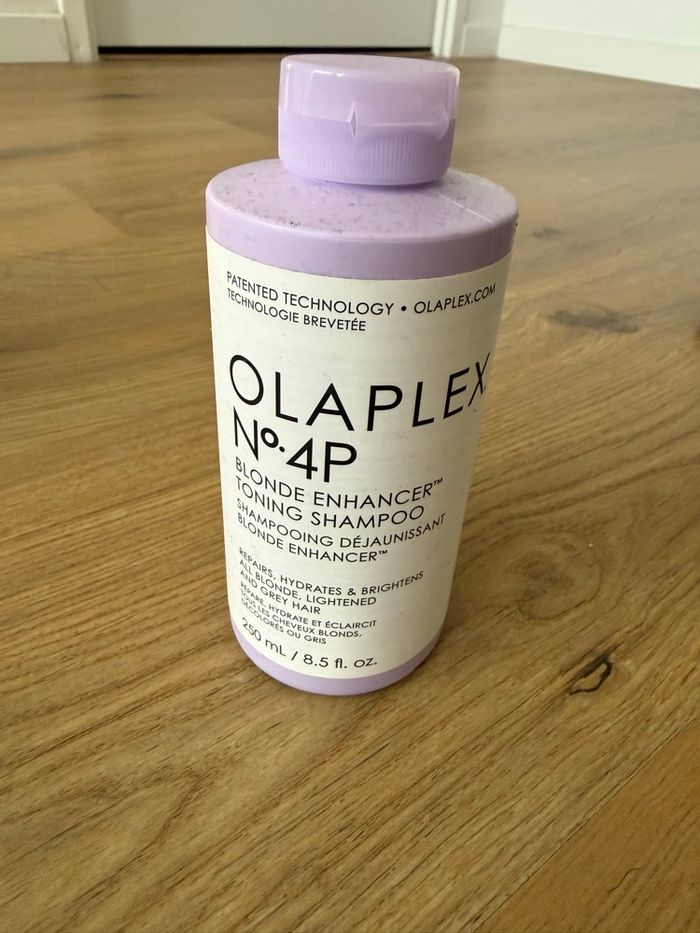 PATENTED TECHNOLOGY • OLAPLEX.COM
TECHNOLOGIE BREVETÉE
OLAPLEX
Nº.4P
BLONDE ENHANCER™
TONING SHAMPOO
SHAMPOOING DÉJAUNISSANT
BLONDE ENHANCER™
REPAIRS, HYDRATES & BRIGHTENS
ALL BLONDE, LIGHTENED
AND GREY HAIR
RÉPARE, HYDRATE ET ÉCLAIRCIT
TOUS LES CHEVEUX BLONDS,
DÉCOLORÉS OU GRIS
250 mL / 8.5 fl. oz.